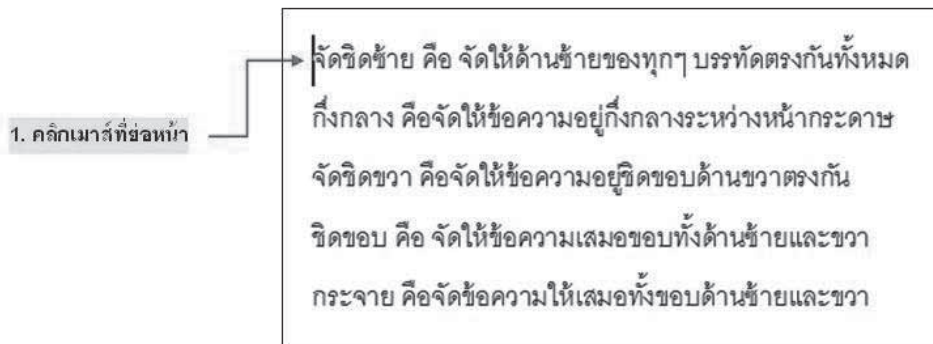 1. คลิกเมาส์ที่ย่อหน้า
จัดชิดซ้าย คือ จัดให้ด้านซ้ายของทุกๆ บรรทัดตรงกันทั้งหมด
กึ่งกลาง คือจัดให้ข้อความอยู่กึ่งกลางระหว่างหน้ากระดาษ
จัดชิดขวา คือจัดให้ข้อความอยู่ชิดขอบด้านขวาตรงกัน
ชิดขอบ คือ จัดให้ข้อความเสมอขอบทั้งด้านซ้ายและขวา
กระจาย คือจัดข้อความให้เสมอทั้งขอบด้านซ้ายและขวา